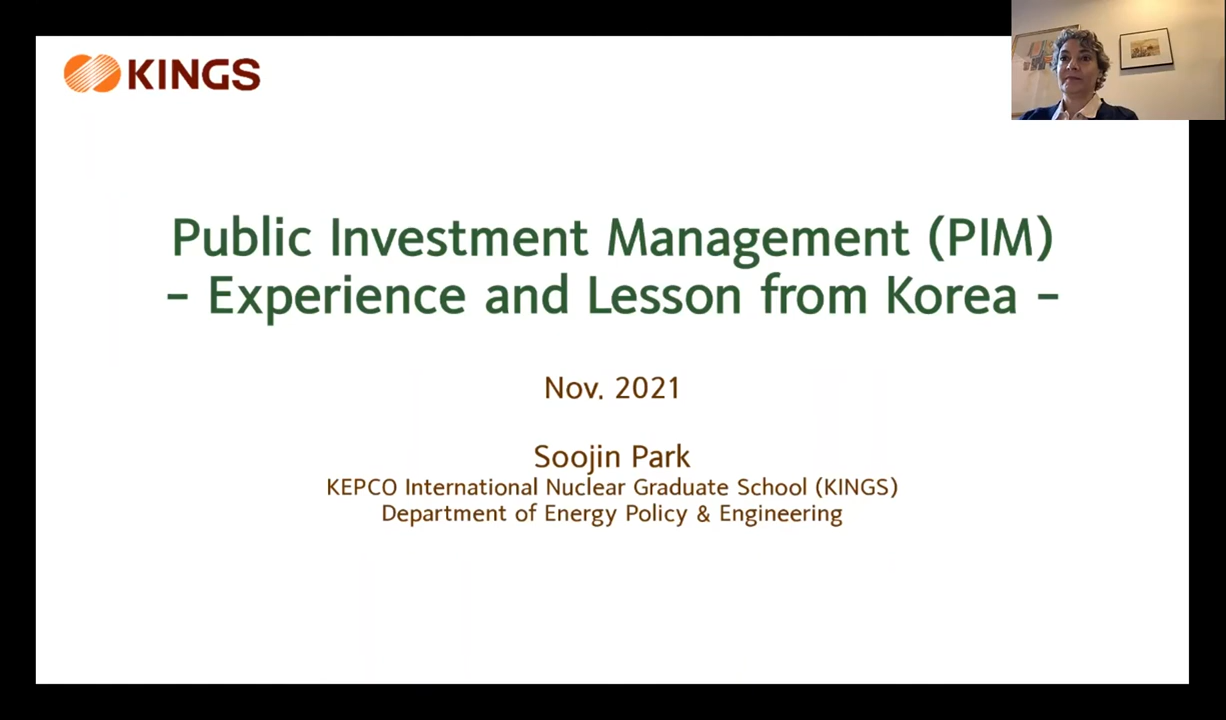 KINGS
Public Investment Management (PIM)
– Experience and Lesson from Korea –
Nov. 2021
Soojin Park
KEPCO International Nuclear Graduate School (KINGS)
Department of Energy Policy & Engineering